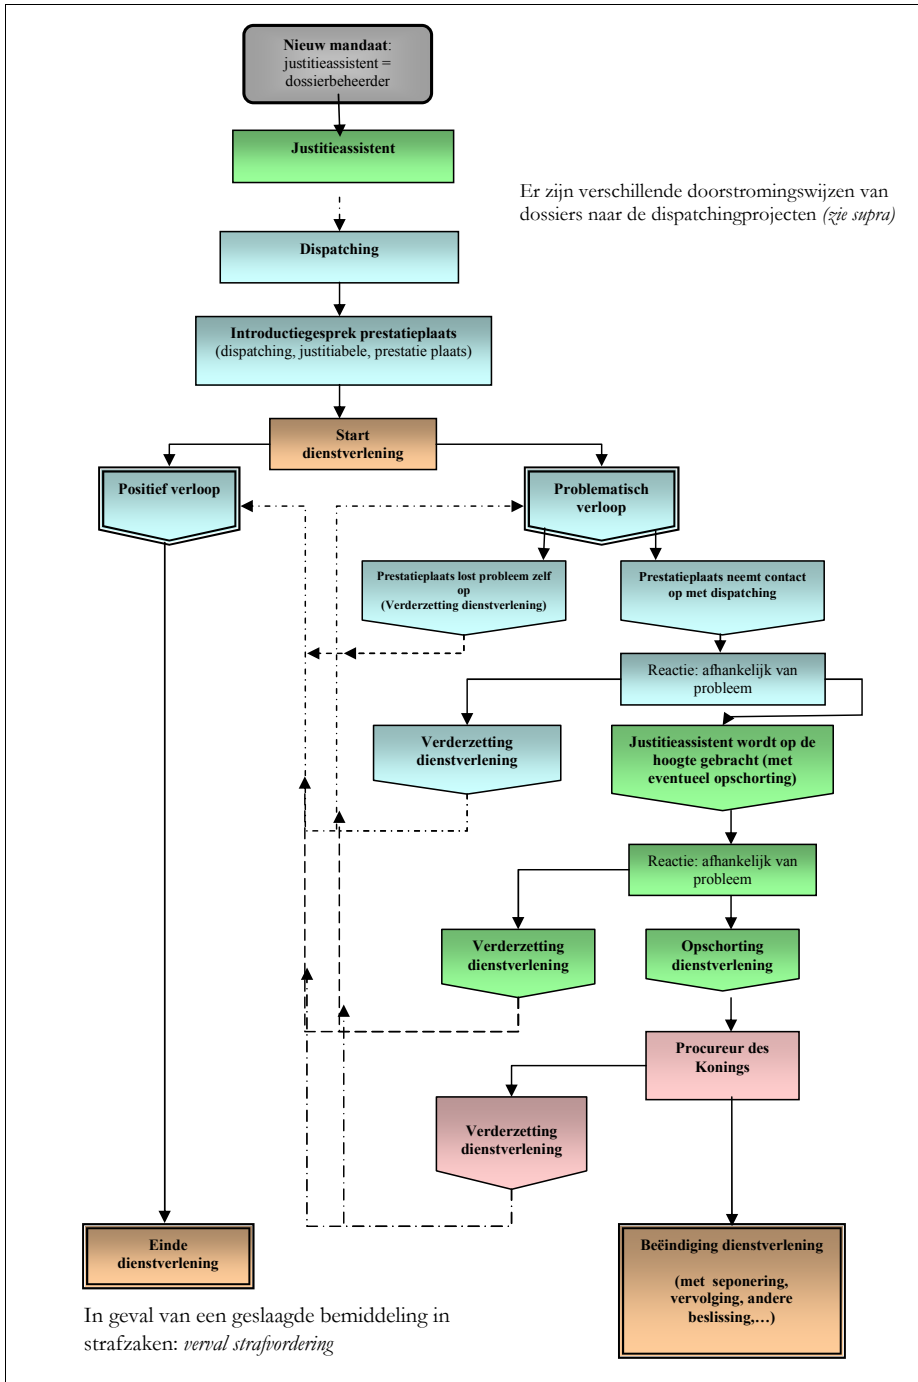 Nieuw mandaat:
justitieassistent =
dossierbeheerder
Justitieassistent
Er zijn verschillende doorstromingswijzen van
dossiers naar de dispatchingprojecten (zie supra)
Dispatching
Introductiegesprek prestatieplaats
(dispatching, justitiabele, prestatie plaats)
Start
dienstverlening
Positief verloop
Problematisch
verloop
Prestatieplaats lost probleem zelf
op
(Verderzetting dienstverlening)
Prestatieplaats neemt contact
op met dispatching
Reactie: afhankelijk van
probleem
Verderzetting
dienstverlening
Justitieassistent wordt op de
hoogte gebracht (met
eventueel opschorting)
Reactie: afhankelijk van
probleem
Verderzetting
dienstverlening
Opschorting
dienstverlening
Procureur des
Konings
Verderzetting
dienstverlening
Einde
dienstverlening
Beëindiging dienstverlening
(met  seponering,
vervolging, andere
beslissing,…)
In geval van een geslaagde bemiddeling in
strafzaken: verval strafvordering